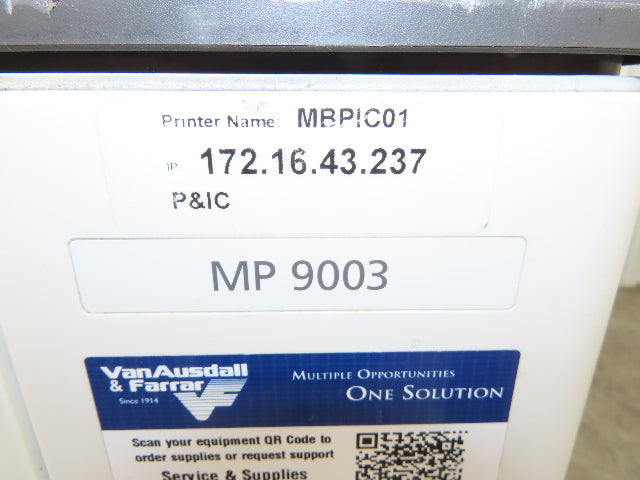 Printer Name: MBPIC01
IP: 172.16.43.237
P&IC
MP 9003
VanAusdall
& Farrar
Since 1914
MULTIPLE OPPORTUNITIES
ONE SOLUTION
Scan your equipment QR Code to
order supplies or request support
Service & Supplies